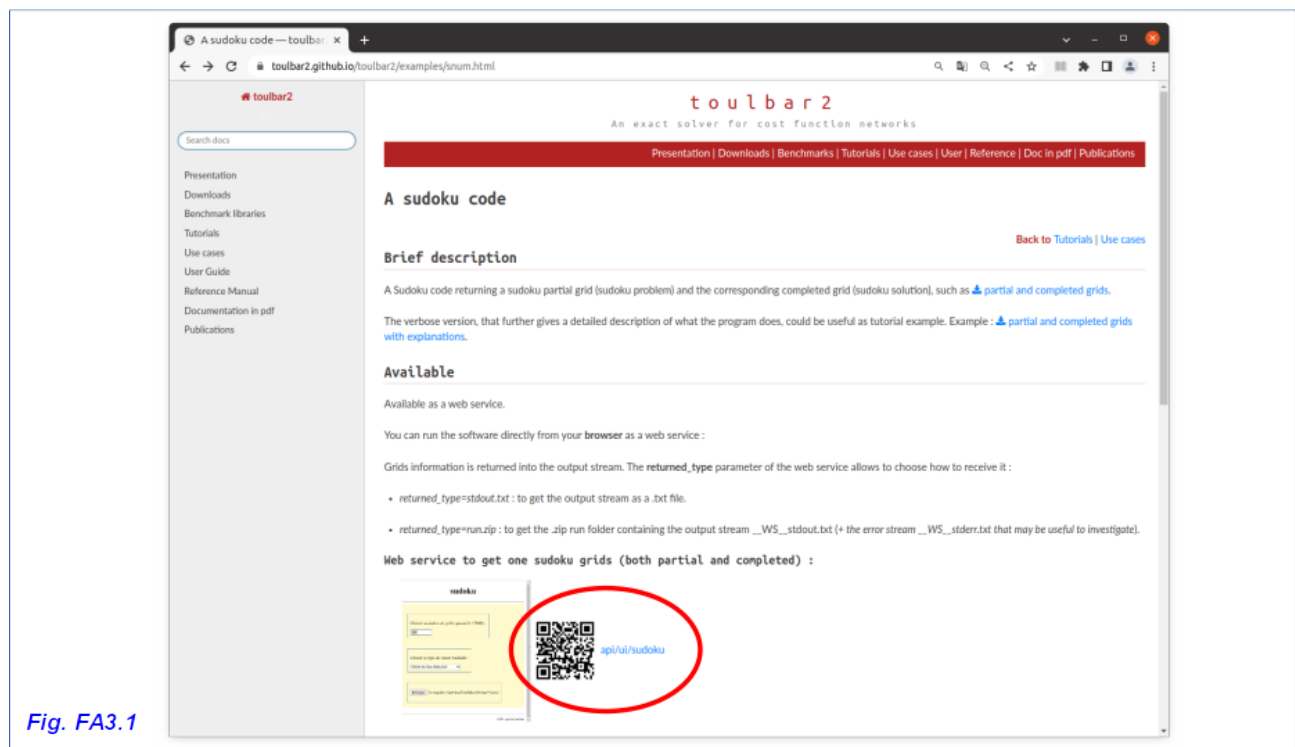 A sudoku code — toulbar
toulbar2.github.io/toulbar2/examples/snum.html
toulbar2
Search docs
Presentation
Downloads
Benchmark libraries
Tutorials
Use cases
User Guide
Reference Manual
Documentation in pdf
Publications
toulbar2
An exact solver for cost function networks
Presentation | Downloads | Benchmarks | Tutorials | Use cases | User | Reference | Doc in pdf | Publications
A sudoku code
Back to Tutorials | Use cases
Brief description
A Sudoku code returning a sudoku partial grid (sudoku problem) and the corresponding completed grid (sudoku solution), such as partial and completed grids.
The verbose version, that further gives a detailed description of what the program does, could be useful as tutorial example. Example : partial and completed grids
with explanations.
Available
Available as a web service.
You can run the software directly from your browser as a web service :
Grids information is returned into the output stream. The returned_type parameter of the web service allows to choose how to receive it :
• returned_type=stdout.txt : to get the output stream as a .txt file.
• returned_type=run.zip : to get the .zip run folder containing the output stream __WS__stdout.txt (+ the error stream __WS__stderr.txt that may be useful to investigate).
Web service to get one sudoku grids (both partial and completed) :
sudoku
api/ui/sudoku
Fig. FA3.1